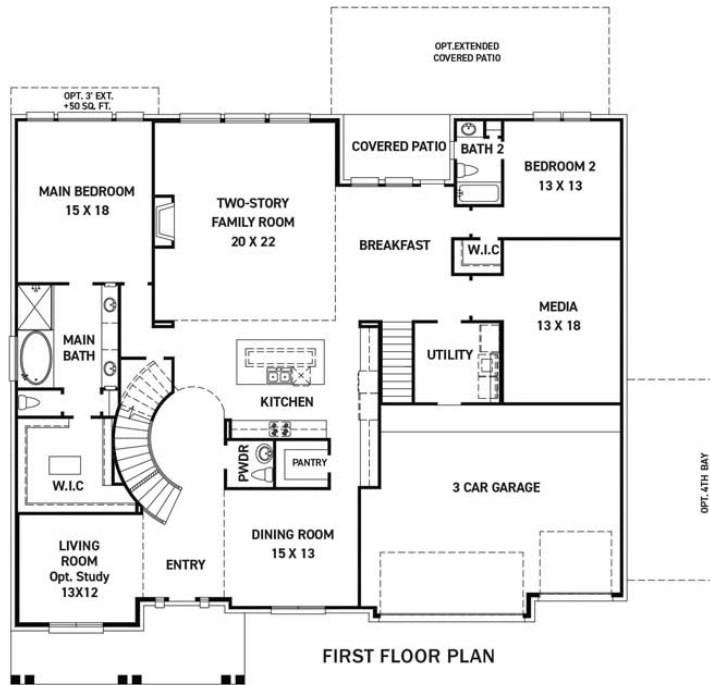 OPT.EXTENDED
COVERED PATIO
OPT. 3' EXT.
+50 SQ. FT.
COVERED PATIO
BATH 2
BEDROOM 2
13 X 13
MAIN BEDROOM
15 X 18
TWO-STORY
FAMILY ROOM
20 X 22
BREAKFAST
W.I.C
MEDIA
13 X 18
MAIN
BATH
UTILITY
KITCHEN
PWDR
PANTRY
W.I.C
3 CAR GARAGE
OPT. 4TH BAY
LIVING
ROOM
Opt. Study
13X12
ENTRY
DINING ROOM
15 X 13
FIRST FLOOR PLAN